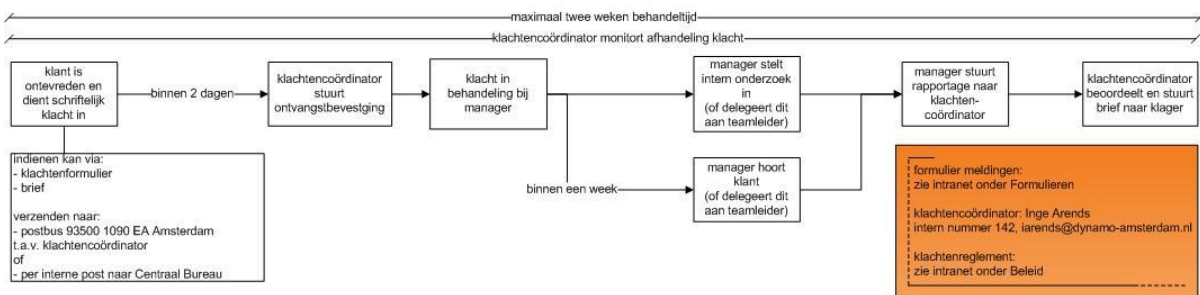 maximaal twee weken behandeltijd
klachtencoördinator monitort afhandeling klacht
klant is
ontevreden en
dient schriftelijk
klacht in
binnen 2 dagen
klachtencoördinator
stuurt
ontvangstbevestging
klacht in
behandeling bij
manager
manager stelt
intern onderzoek
in
(of delegeert dit
aan teamleider)
binnen een week
manager hoort
klant
(of delegeert dit
aan teamleider)
manager stuurt
rapportage naar
klachten-
coördinator
klachtencoördinator
beoordeelt en stuurt
brief naar klager
indienen kan via:
- klachtenformulier
- brief
verzenden naar:
- postbus 93500 1090 EA Amsterdam
t.a.v. klachtencoördinator
of
- per interne post naar Centraal Bureau
formulier meldingen:
zie intranet onder Formulieren
klachtencoördinator: Inge Arends
intern nummer 142, iarends@dynamo-amsterdam.nl
klachtenreglement:
zie intranet onder Beleid